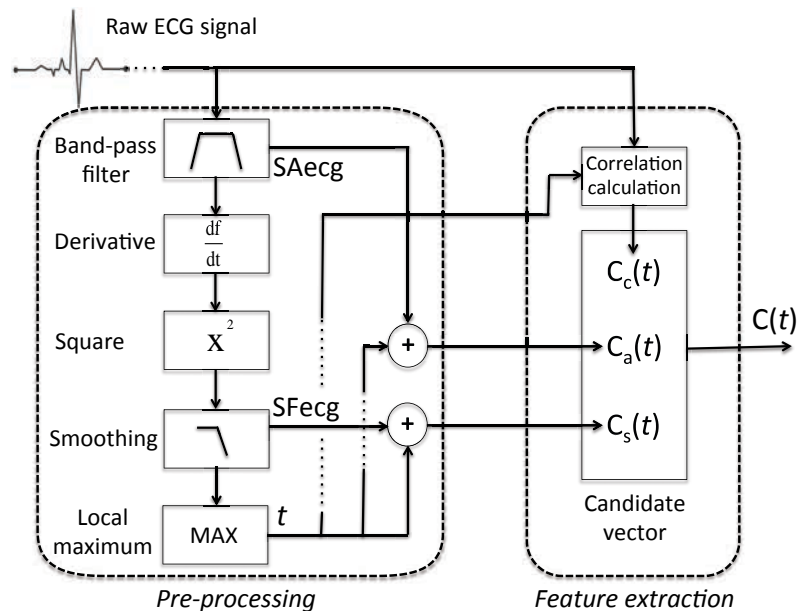 Raw ECG signal
Band-pass
filter
SAecg
Correlation
calculation
Derivative
df
dt
C_c(t)
Square
X^2
+
C_a(t)
C(t)
Smoothing
SFecg
+
C_s(t)
Local
maximum
MAX
t
Candidate
vector
Pre-processing
Feature extraction